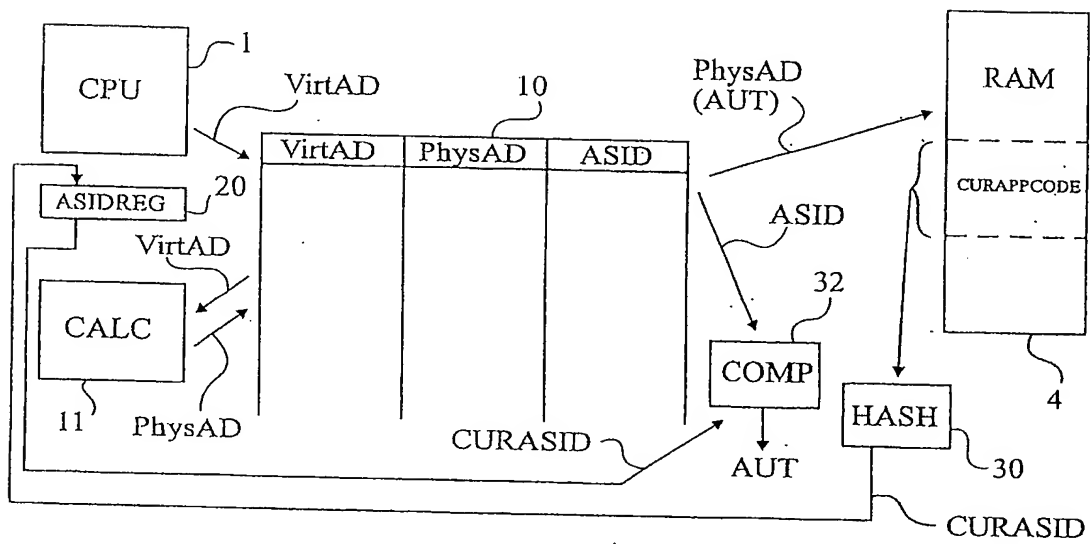 1
CPU
VirtAD
10
PhysAD
(AUT)
RAM
VirtAD PhysAD ASID
20
ASIDREG
CURAPPCODE
VirtAD
ASID
32
CALC
COMP
4
11
PhysAD
HASH
CURASID
AUT
30
CURASID